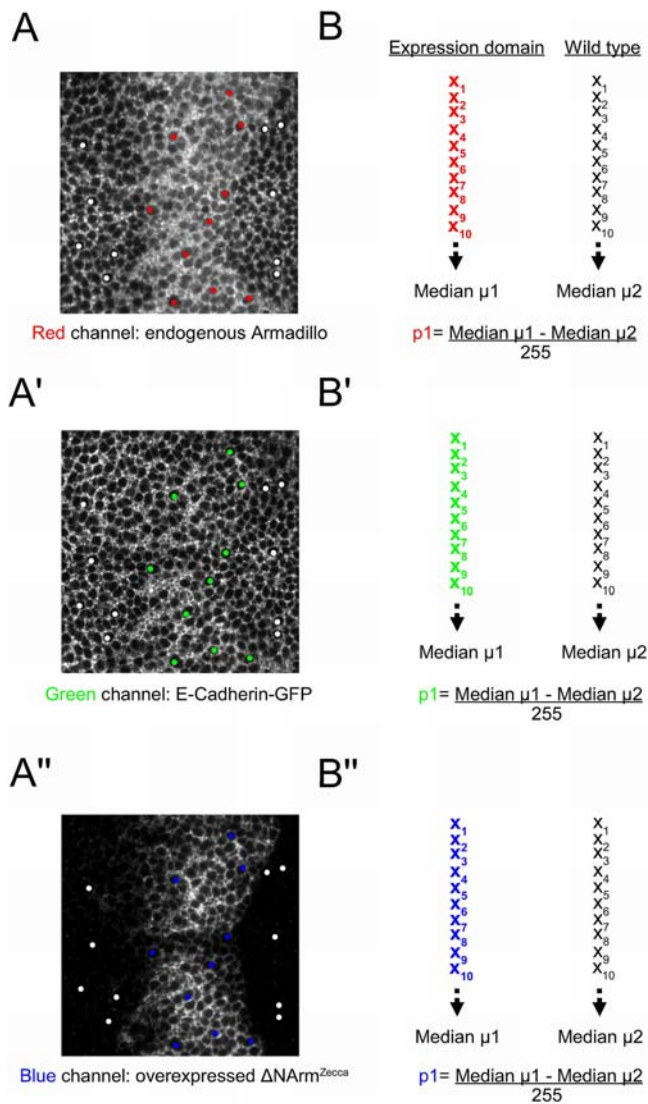 A
B
Expression domain
Wild type
X1
X2
X3
X4
X5
X6
X7
X8
X9
X10
X1
X2
X3
X4
X5
X6
X7
X8
X9
X10
Median µ1
Median µ2
Red channel: endogenous Armadillo
p1= Median µ1 - Median µ2
255
A'
B'
X1
X2
X3
X4
X5
X6
X7
X8
X9
X10
X1
X2
X3
X4
X5
X6
X7
X8
X9
X10
Median µ1
Median µ2
Green channel: E-Cadherin-GFP
p1= Median µ1 - Median µ2
255
A"
B"
X1
X2
X3
X4
X5
X6
X7
X8
X9
X10
X1
X2
X3
X4
X5
X6
X7
X8
X9
X10
Median µ1
Median µ2
Blue channel: overexpressed ΔNArmZecca
p1= Median µ1 - Median µ2
255